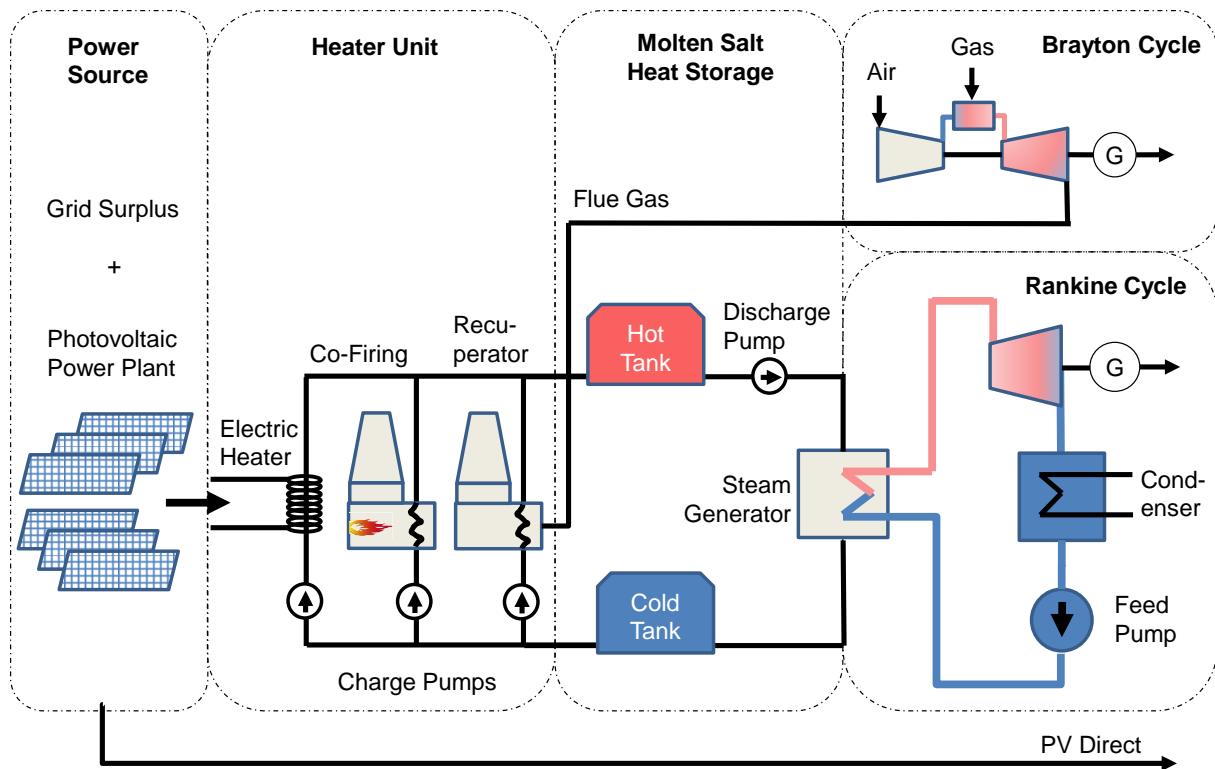 Power
Source
Heater Unit
Molten Salt
Heat Storage
Brayton Cycle
Gas
Air
G
Grid Surplus
+
Photovoltaic
Power Plant
Flue Gas
Rankine Cycle
Co-Firing
Recu-
perator
Hot
Tank
Discharge
Pump
G
Electric
Heater
Steam
Generator
Cond-
enser
Cold
Tank
Feed
Pump
Charge Pumps
PV Direct